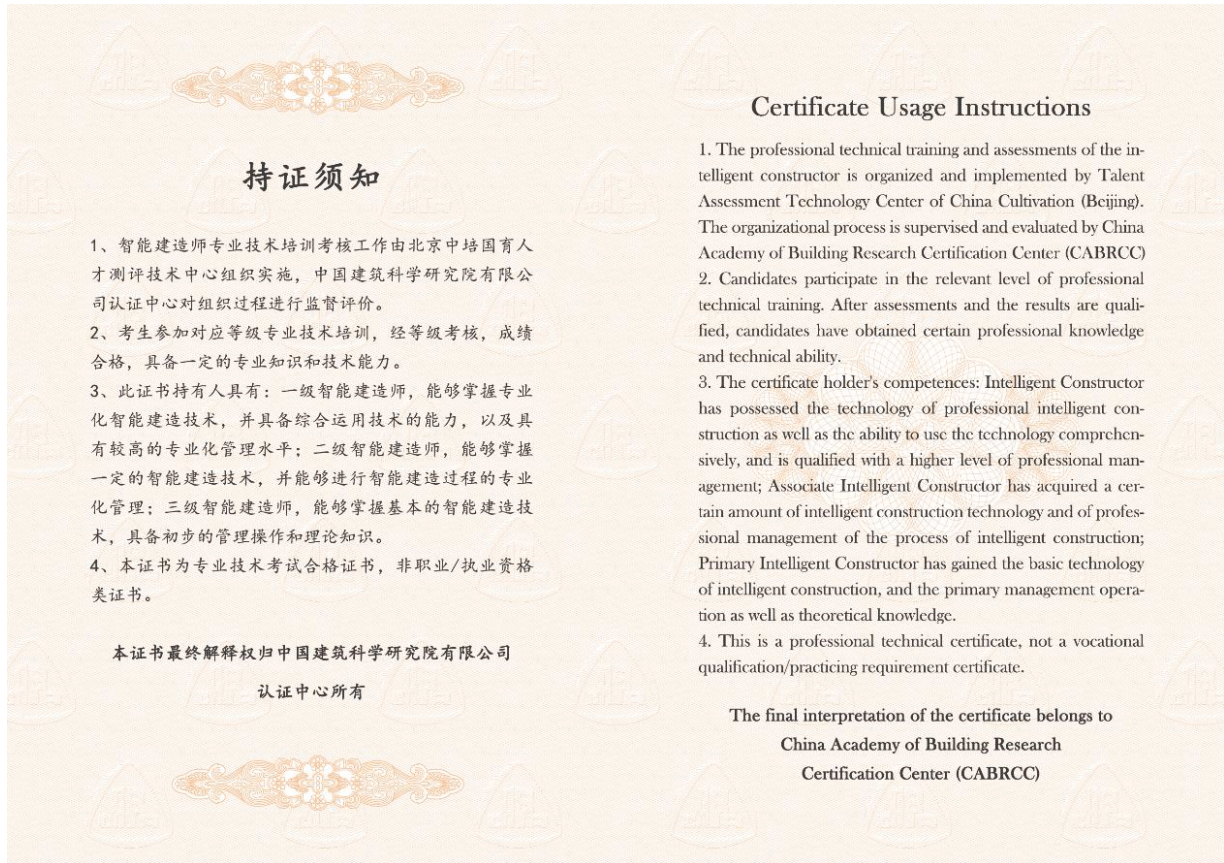 持证须知
1、智能建造师专业技术培训考核工作由北京中培国育人
才测评技术中心组织实施，中国建筑科学研究院有限公
司认证中心对组织过程进行监督评价。
2、考生参加对应等级专业技术培训，经等级考核，成绩
合格，具备一定的专业知识和技术能力。
3、此证书持有人具有：一级智能建造师，能够掌握专业
化智能建造技术，并具备综合运用技术的能力，以及具
有较高的专业化管理水平；二级智能建造师，能够掌握
一定的智能建造技术，并能够进行智能建造过程的专业
化管理；三级智能建造师，能够掌握基本的智能建造技
术，具备初步的管理操作和理论知识。
4、本证书为专业技术考试合格证书，非职业/执业资格
类证书。
本证书最终解释权归中国建筑科学研究院有限公司
认证中心所有
Certificate Usage Instructions
1. The professional technical training and assessments of the in-
telligent constructor is organized and implemented by Talent
Assessment Technology Center of China Cultivation (Beijing).
The organizational process is supervised and evaluated by China
Academy of Building Research Certification Center (CABRCC)
2. Candidates participate in the relevant level of professional
technical training. After assessments and the results are quali-
fied, candidates have obtained certain professional knowledge
and technical ability.
3. The certificate holder's competences: Intelligent Constructor
has possessed the technology of professional intelligent con-
struction as well as the ability to use the technology comprehen-
sively, and is qualified with a higher level of professional man-
agement; Associate Intelligent Constructor has acquired a cer-
tain amount of intelligent construction technology and of profes-
sional management of the process of intelligent construction;
Primary Intelligent Constructor has gained the basic technology
of intelligent construction, and the primary management opera-
tion as well as theoretical knowledge.
4. This is a professional technical certificate, not a vocational
qualification/practicing requirement certificate.
The final interpretation of the certificate belongs to
China Academy of Building Research
Certification Center (CABRCC)